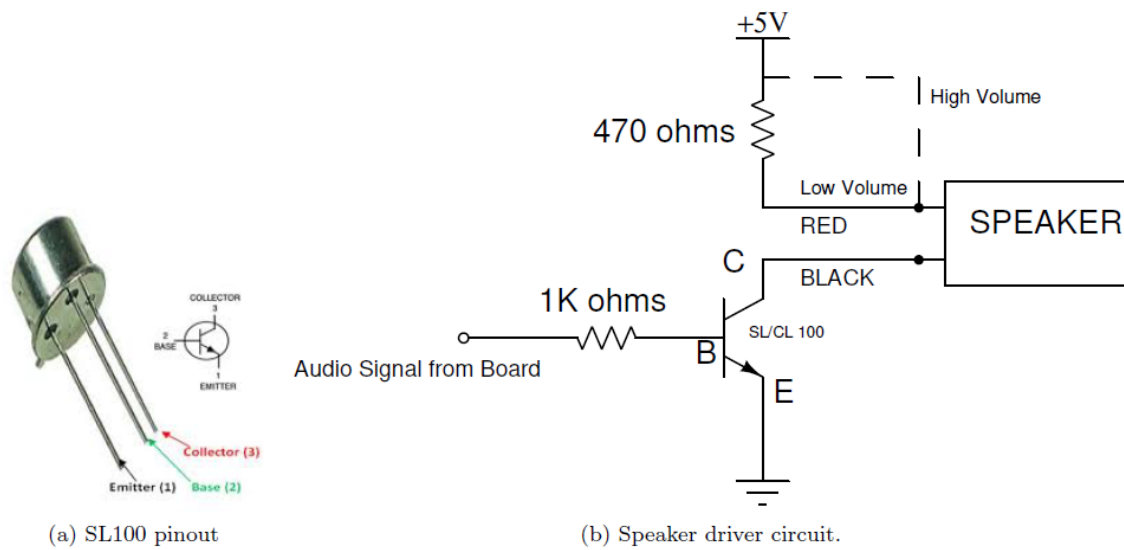 COLLECTOR
3
2
BASE
1
EMITTER
Collector (3)
Emitter (1)
Base (2)
(a) SL100 pinout
+5V
High Volume
470 ohms
Low Volume
RED
SPEAKER
C
BLACK
1K ohms
SL/CL 100
B
Audio Signal from Board
E
(b) Speaker driver circuit.